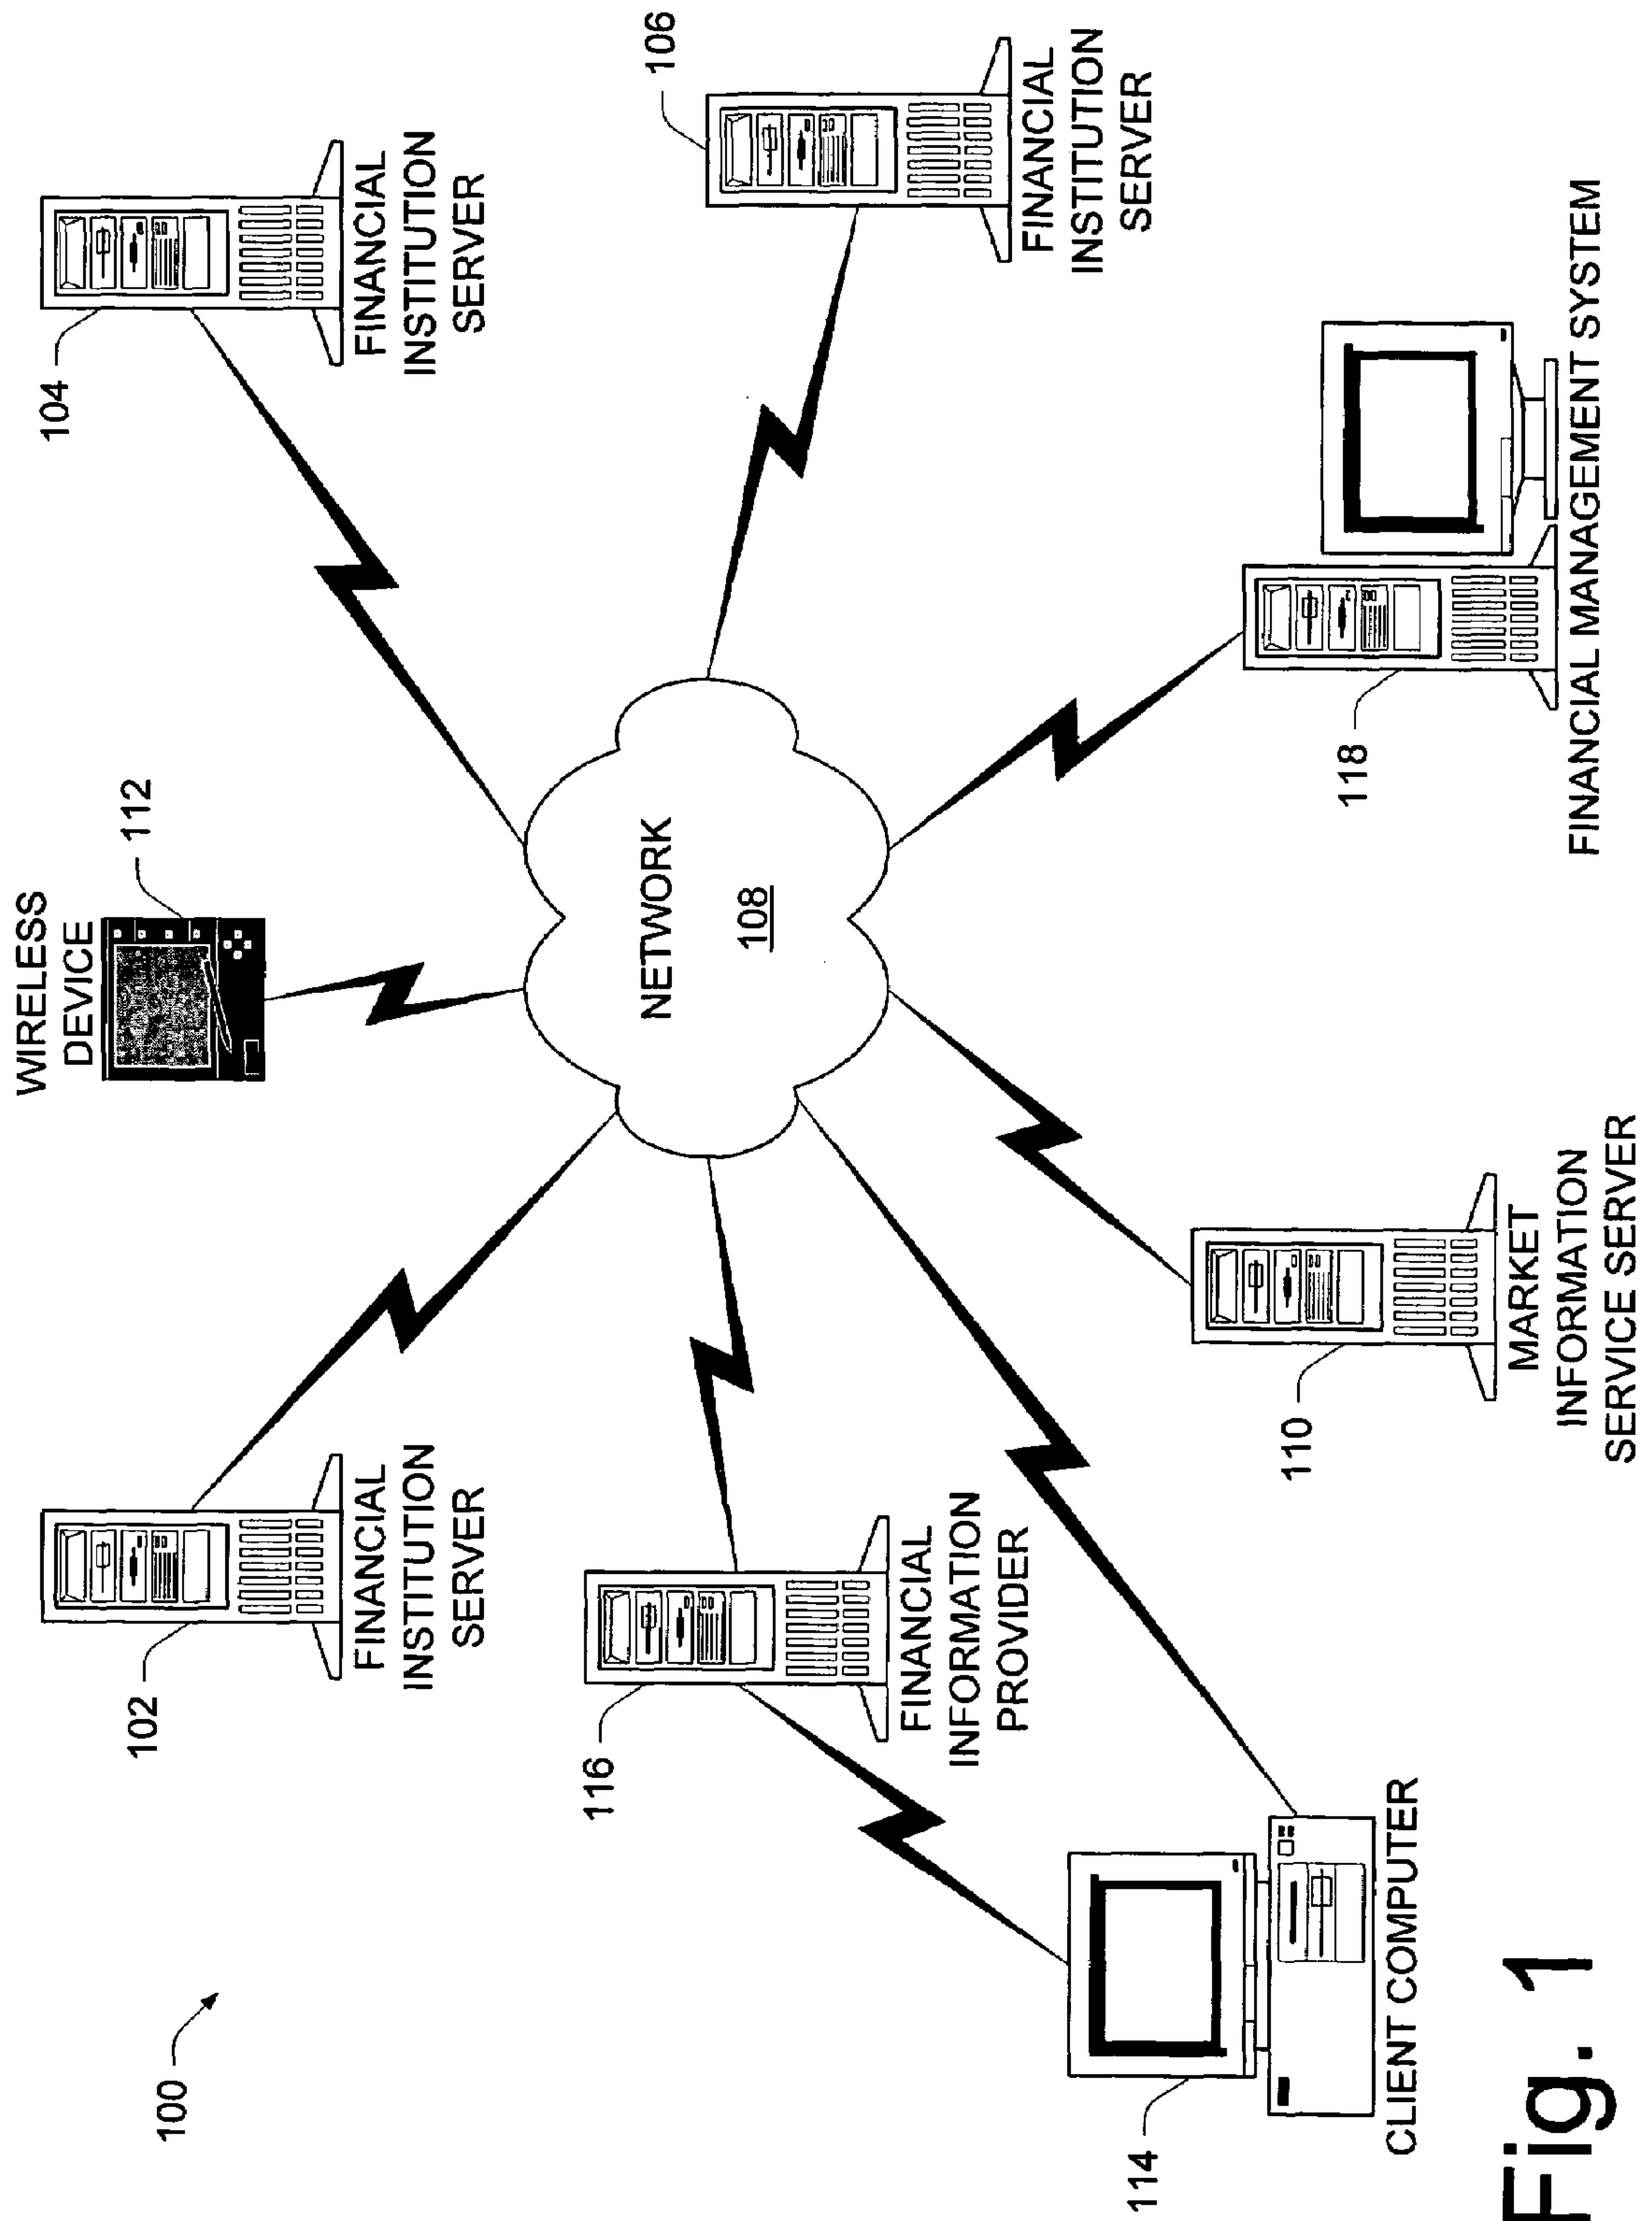 100
102
FINANCIAL
INSTITUTION
SERVER
WIRELESS
DEVICE
112
104
FINANCIAL
INSTITUTION
SERVER
116
FINANCIAL
INFORMATION
PROVIDER
NETWORK
108
106
FINANCIAL
INSTITUTION
SERVER
114
CLIENT COMPUTER
110
MARKET
INFORMATION
SERVICE SERVER
118
FINANCIAL MANAGEMENT SYSTEM
Fig. 1